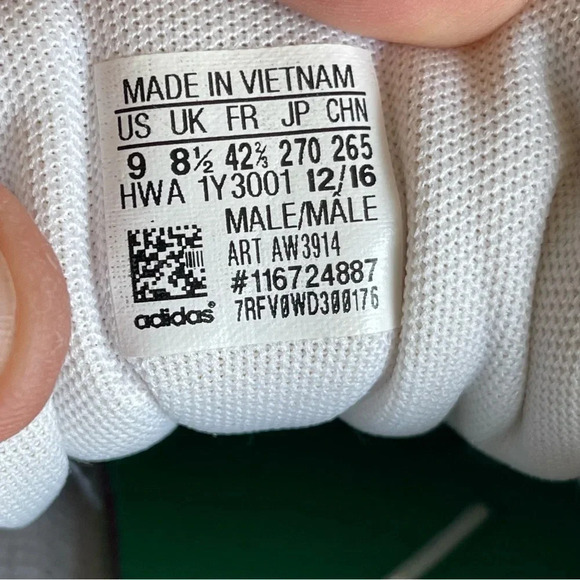 MADE IN VIETNAM
US UK FR JP CHN
9 8½ 42⅔ 270 265
HWA 1Y3001 12/16
MALE/MÂLE
ART AW3914
#116724887
7RFV0WD300176
adidas®